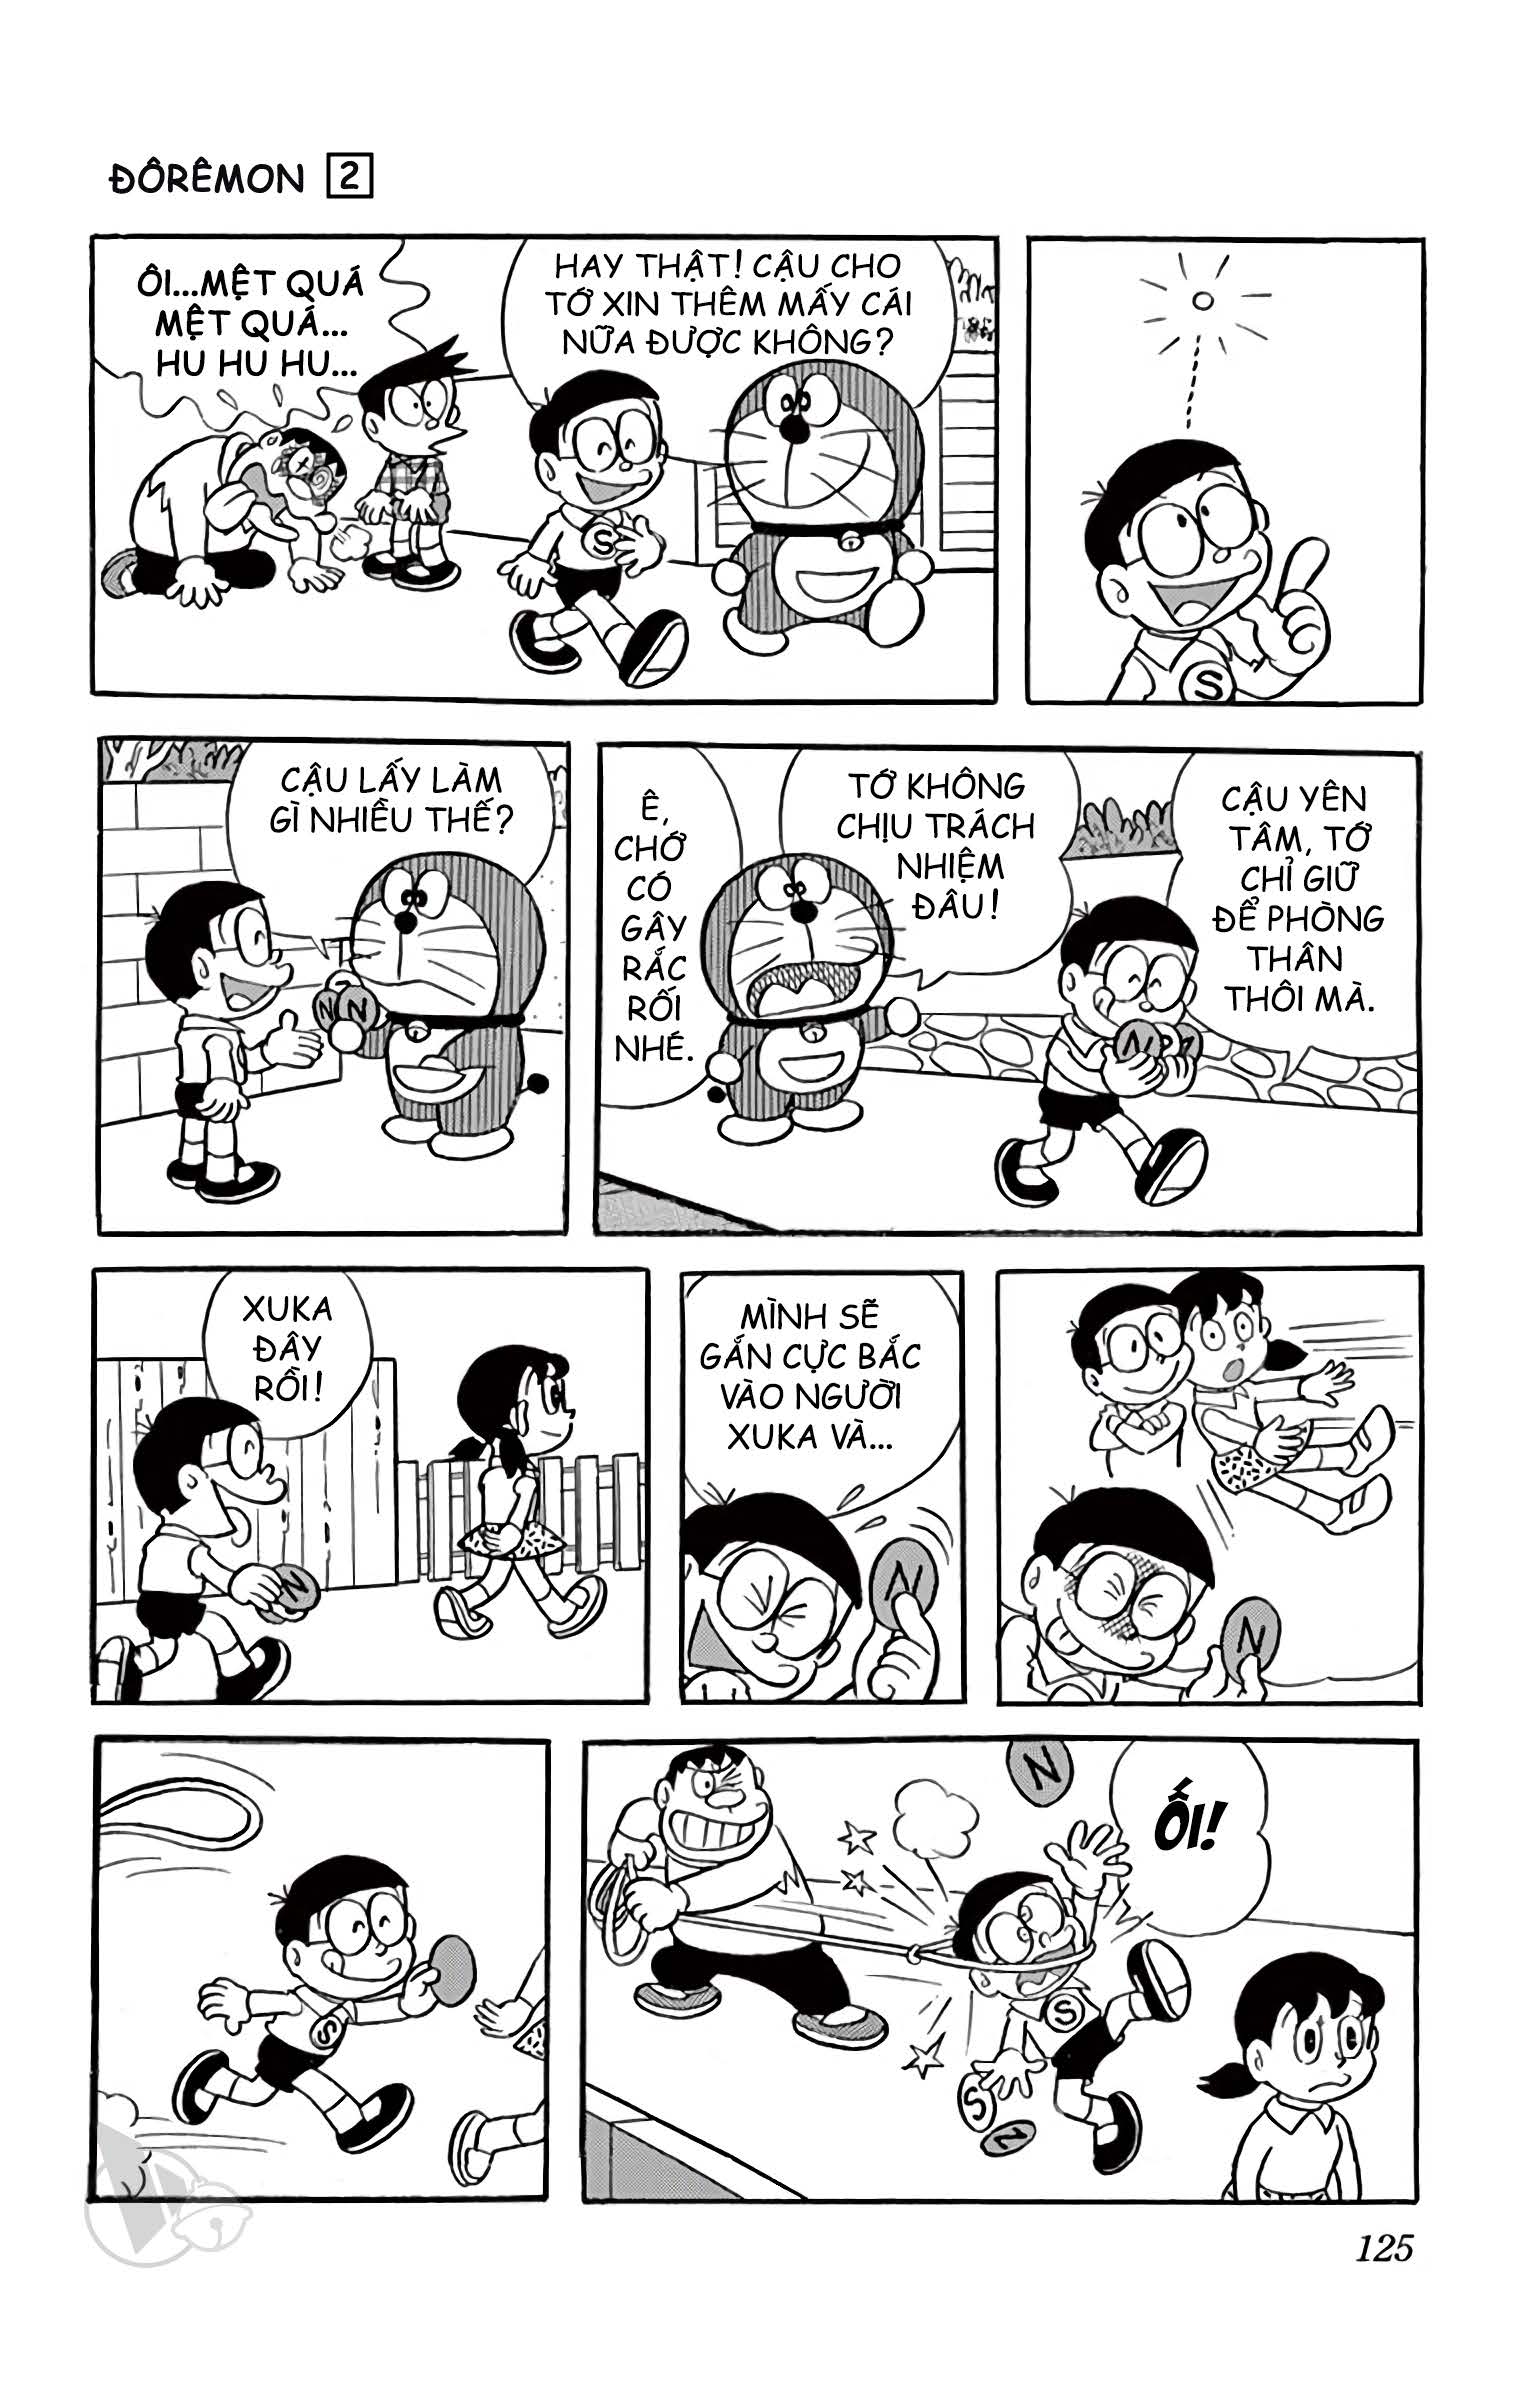 ĐÔRÊMON 2
ÔI...MỆT QUÁ
MỆT QUÁ...
HU HU HU...
HAY THẬT! CẬU CHO
TỚ XIN THÊM MẤY CÁI
NỮA ĐƯỢC KHÔNG?
S
S
CẬU LẤY LÀM
GÌ NHIỀU THẾ?
N
N
Ê,
CHỚ
CÓ
GÂY
RẮC
RỐI
NHÉ.
TỚ KHÔNG
CHỊU TRÁCH
NHIỆM
ĐÂU!
CẬU YÊN
TÂM, TỚ
CHỈ GIỮ
ĐỂ PHÒNG
THÂN
THÔI MÀ.
N
XUKA
ĐÂY
RỒI!
N
MÌNH SẼ
GẮN CỰC BẮC
VÀO NGƯỜI
XUKA VÀ...
N
N
S
N
N
ỐI!
S
S
N
125